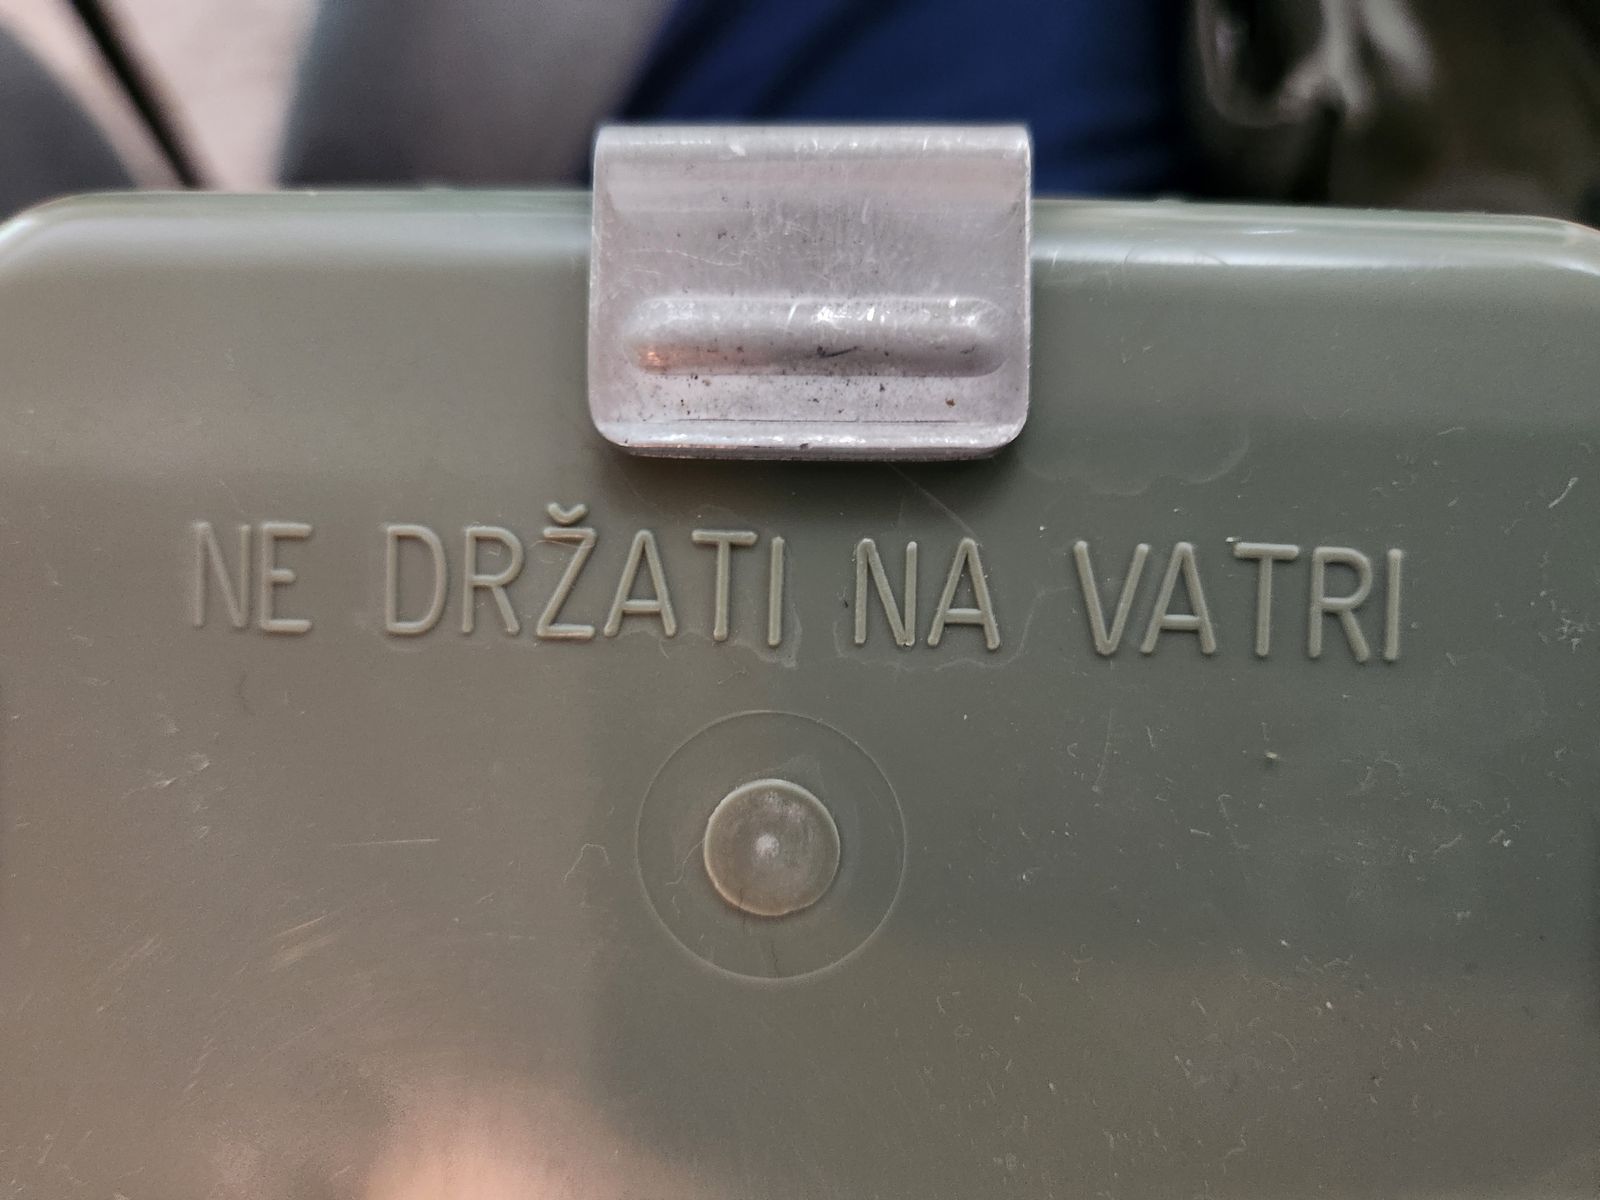 NE DRŽATI NA VATRI